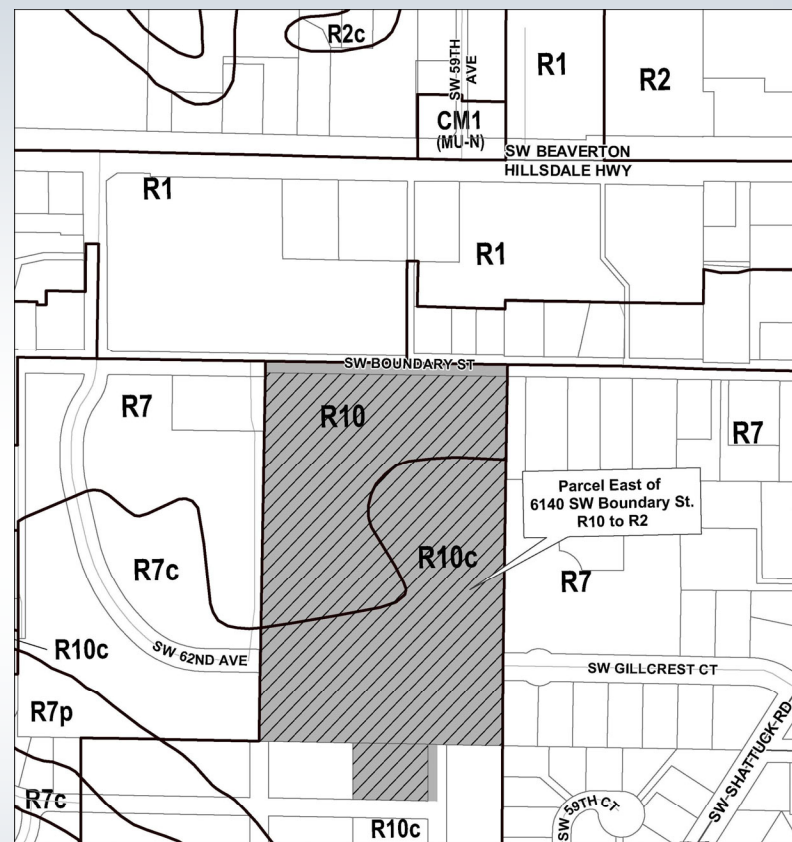 R2c
SW 59TH
AVE
R1
R2
CM1
(MU-N)
SW BEAVERTON
HILLSDALE HWY
R1
R1
SW BOUNDARY ST
R7
R10
R7
Parcel East of
6140 SW Boundary St.
R10 to R2
R10c
R7c
R7
R10c
SW 62ND AVE
SW GILLCREST CT
R7p
SW SHATTUCK RD
R7c
SW 59TH CT
R10c